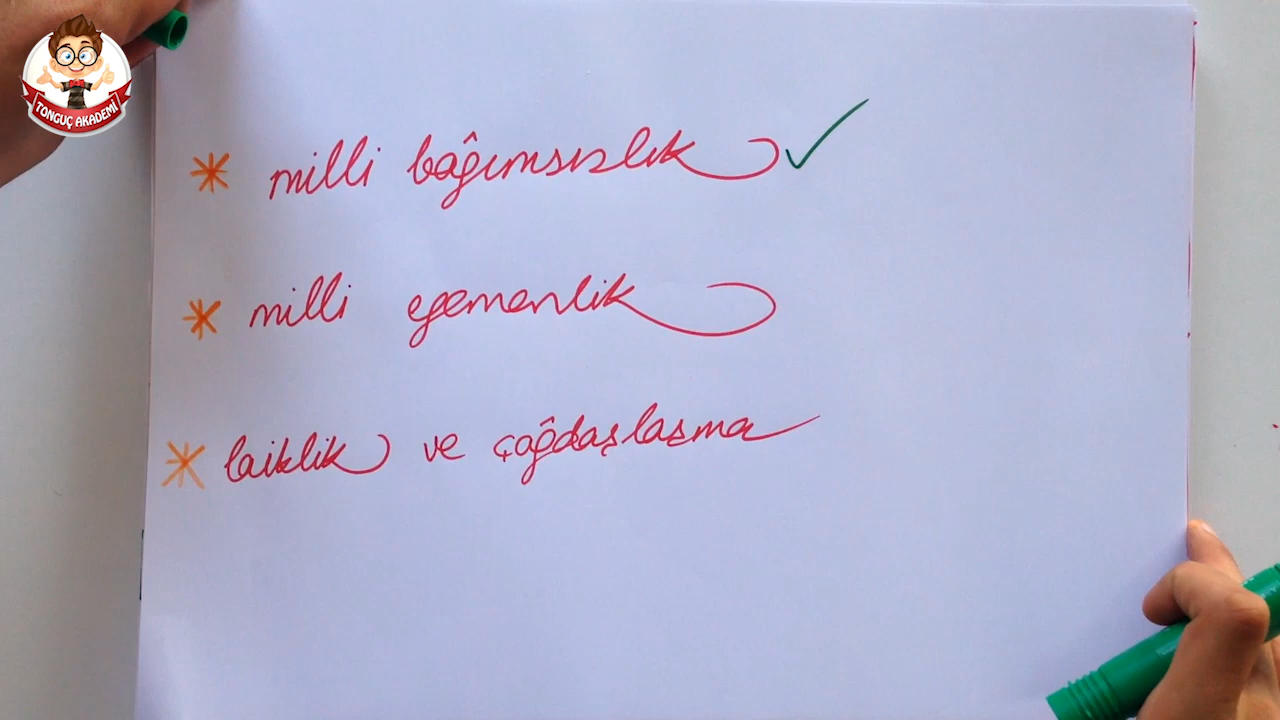 TONGUÇ AKADEMİ
* milli bağımsızlık ✓
* milli egemenlik
* laiklik ve çağdaşlaşma